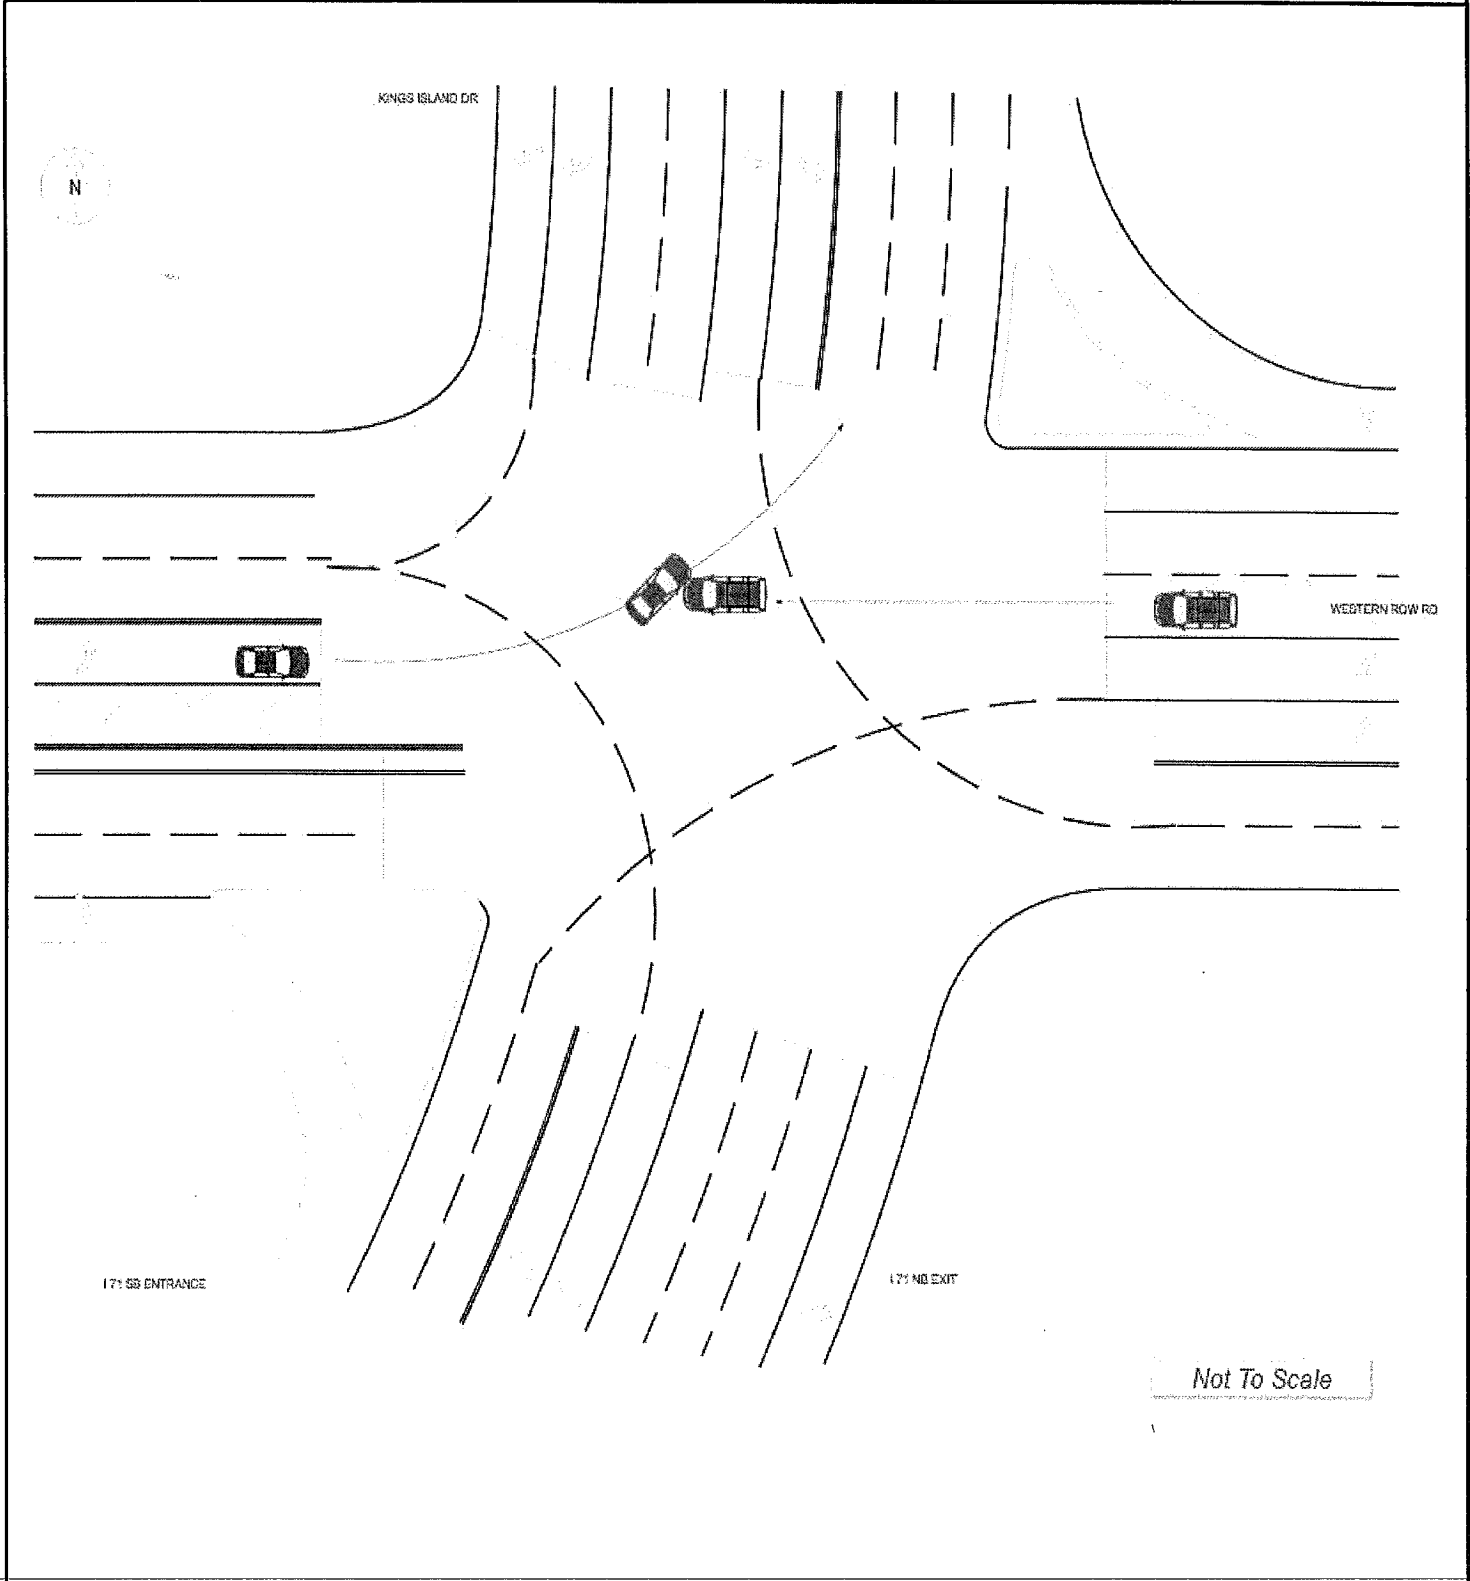 KINGS ISLAND DR
N
WESTERN ROW RD
I 71 SB ENTRANCE
I 71 NB EXIT
Not To Scale